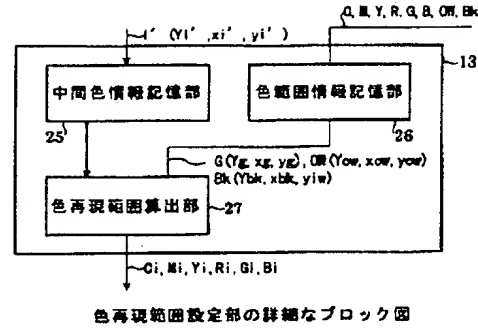 C, M, Y, R, G, B, OW, Bk
I′ (YI′, xi′, yi′)
13
中間色情報記憶部
色範囲情報記憶部
25
26
G(Yg, xg, yg), OW(Yow, xow, yow)
Bk(Ybk, xbk, yiw)
色再現範囲算出部
27
Ci, Mi, Yi, Ri, Gi, Bi
色再現範囲設定部の詳細なブロック図